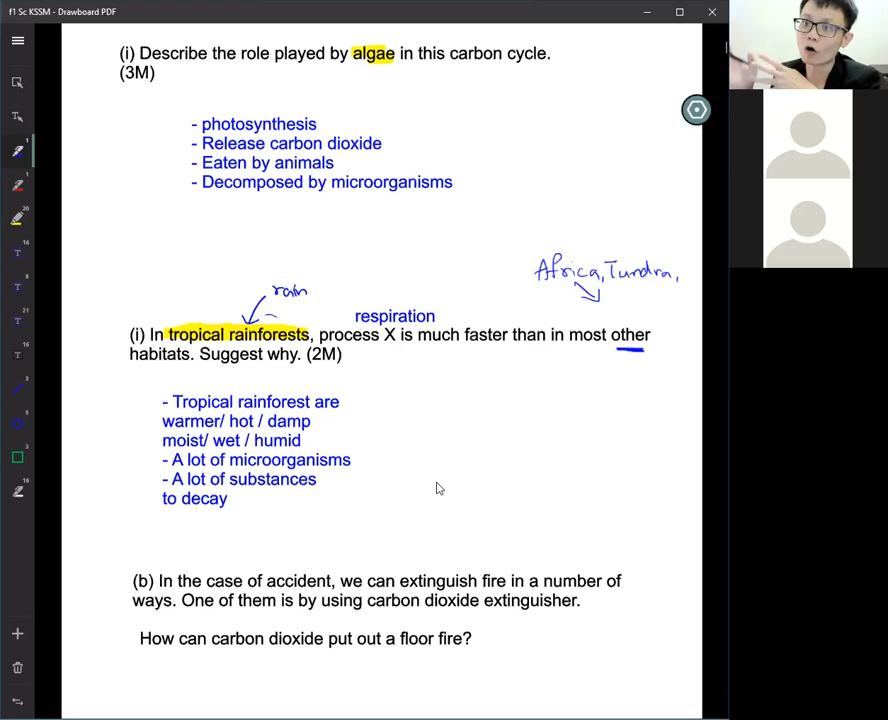 f1 Sc KSSM - Drawboard PDF
(i) Describe the role played by algae in this carbon cycle.
(3M)
- photosynthesis
- Release carbon dioxide
- Eaten by animals
- Decomposed by microorganisms
Africa, Tundra,
rain
respiration
(i) In tropical rainforests, process X is much faster than in most other
habitats. Suggest why. (2M)
- Tropical rainforest are
warmer/ hot / damp
moist/ wet / humid
- A lot of microorganisms
- A lot of substances
to decay
(b) In the case of accident, we can extinguish fire in a number of
ways. One of them is by using carbon dioxide extinguisher.
How can carbon dioxide put out a floor fire?